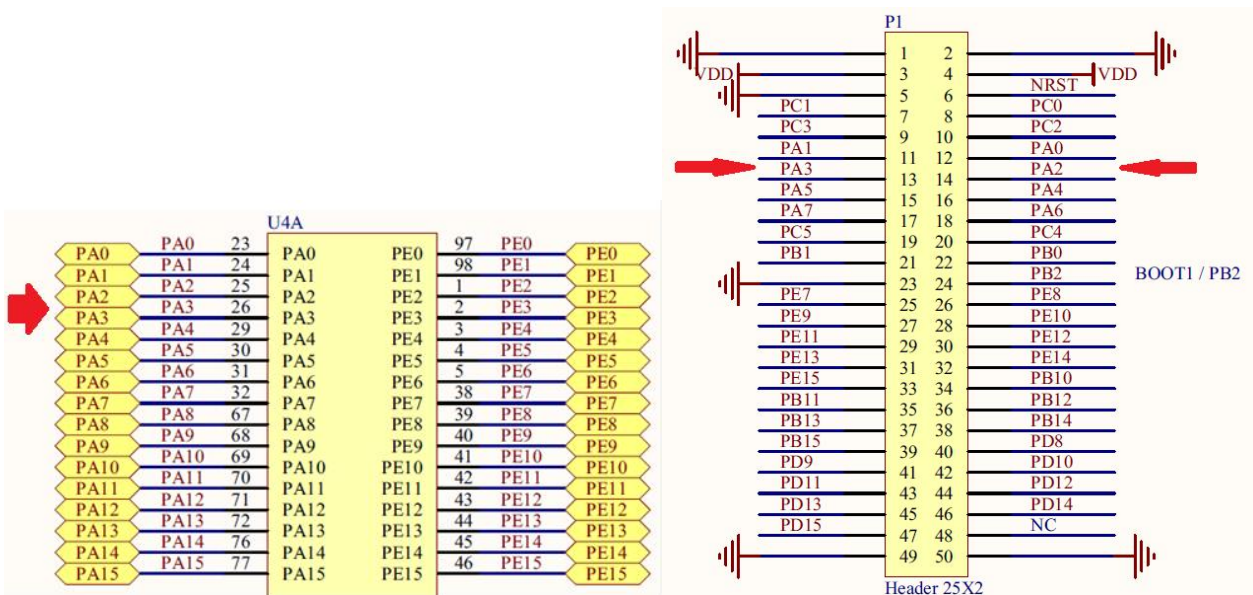 U4A
PA0 PA0 23 PA0 PE0 97 PE0 PE0
PA1 PA1 24 PA1 PE1 98 PE1 PE1
PA2 PA2 25 PA2 PE2 1 PE2 PE2
PA3 PA3 26 PA3 PE3 2 PE3 PE3
PA4 PA4 29 PA4 PE4 3 PE4 PE4
PA5 PA5 30 PA5 PE5 4 PE5 PE5
PA6 PA6 31 PA6 PE6 5 PE6 PE6
PA7 PA7 32 PA7 PE7 38 PE7 PE7
PA8 PA8 67 PA8 PE8 39 PE8 PE8
PA9 PA9 68 PA9 PE9 40 PE9 PE9
PA10 PA10 69 PA10 PE10 41 PE10 PE10
PA11 PA11 70 PA11 PE11 42 PE11 PE11
PA12 PA12 71 PA12 PE12 43 PE12 PE12
PA13 PA13 72 PA13 PE13 44 PE13 PE13
PA14 PA14 76 PA14 PE14 45 PE14 PE14
PA15 PA15 77 PA15 PE15 46 PE15 PE15
P1
1 2
VDD 3 4 VDD
5 6 NRST
PC1 7 8 PC0
PC3 9 10 PC2
PA1 11 12 PA0
PA3 13 14 PA2
PA5 15 16 PA4
PA7 17 18 PA6
PC5 19 20 PC4
PB1 21 22 PB0
23 24 PB2 BOOT1 / PB2
PE7 25 26 PE8
PE9 27 28 PE10
PE11 29 30 PE12
PE13 31 32 PE14
PE15 33 34 PB10
PB11 35 36 PB12
PB13 37 38 PB14
PB15 39 40 PD8
PD9 41 42 PD10
PD11 43 44 PD12
PD13 45 46 PD14
PD15 47 48 NC
49 50
Header 25X2